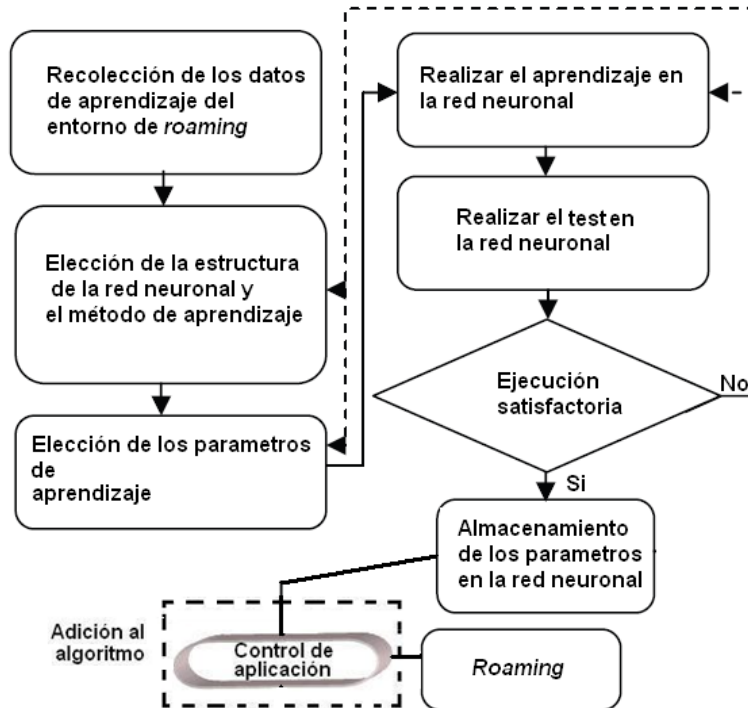 Recolección de los datos
de aprendizaje del
entorno de roaming
Elección de la estructura
de la red neuronal y
el método de aprendizaje
Elección de los parametros
de
aprendizaje
Realizar el aprendizaje en
la red neuronal
Realizar el test en
la red neuronal
Ejecución
satisfactoria
No
Si
Almacenamiento
de los parametros
en la red neuronal
Adición al
algoritmo
Control de
aplicación
Roaming